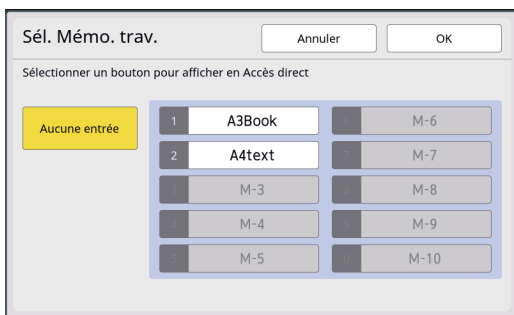 Sél. Mémo. trav.
Annuler
OK
Sélectionner un bouton pour afficher en Accès direct
Aucune entrée
1 A3Book
2 A4text
3 M-3
4 M-4
5 M-5
6 M-6
7 M-7
8 M-8
9 M-9
0 M-10